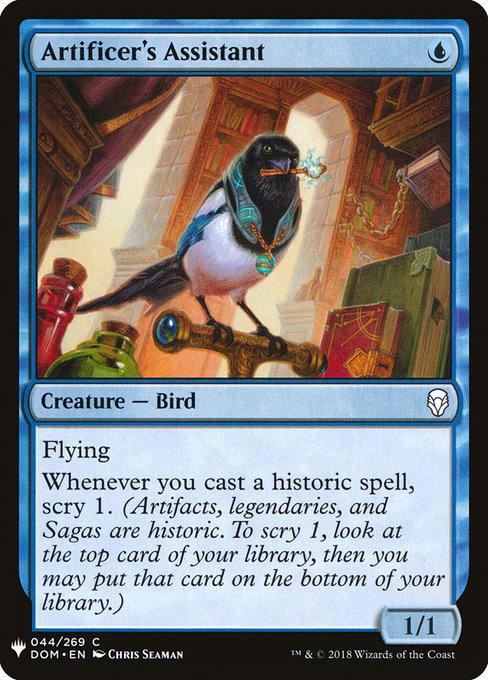 Artificer's Assistant
Creature — Bird
Flying
Whenever you cast a historic spell,
scry 1. (Artifacts, legendaries, and
Sagas are historic. To scry 1, look at
the top card of your library, then you
may put that card on the bottom of your
library.)
1/1
044/269 C
DOM • EN Chris Seaman
™ & © 2018 Wizards of the Coast